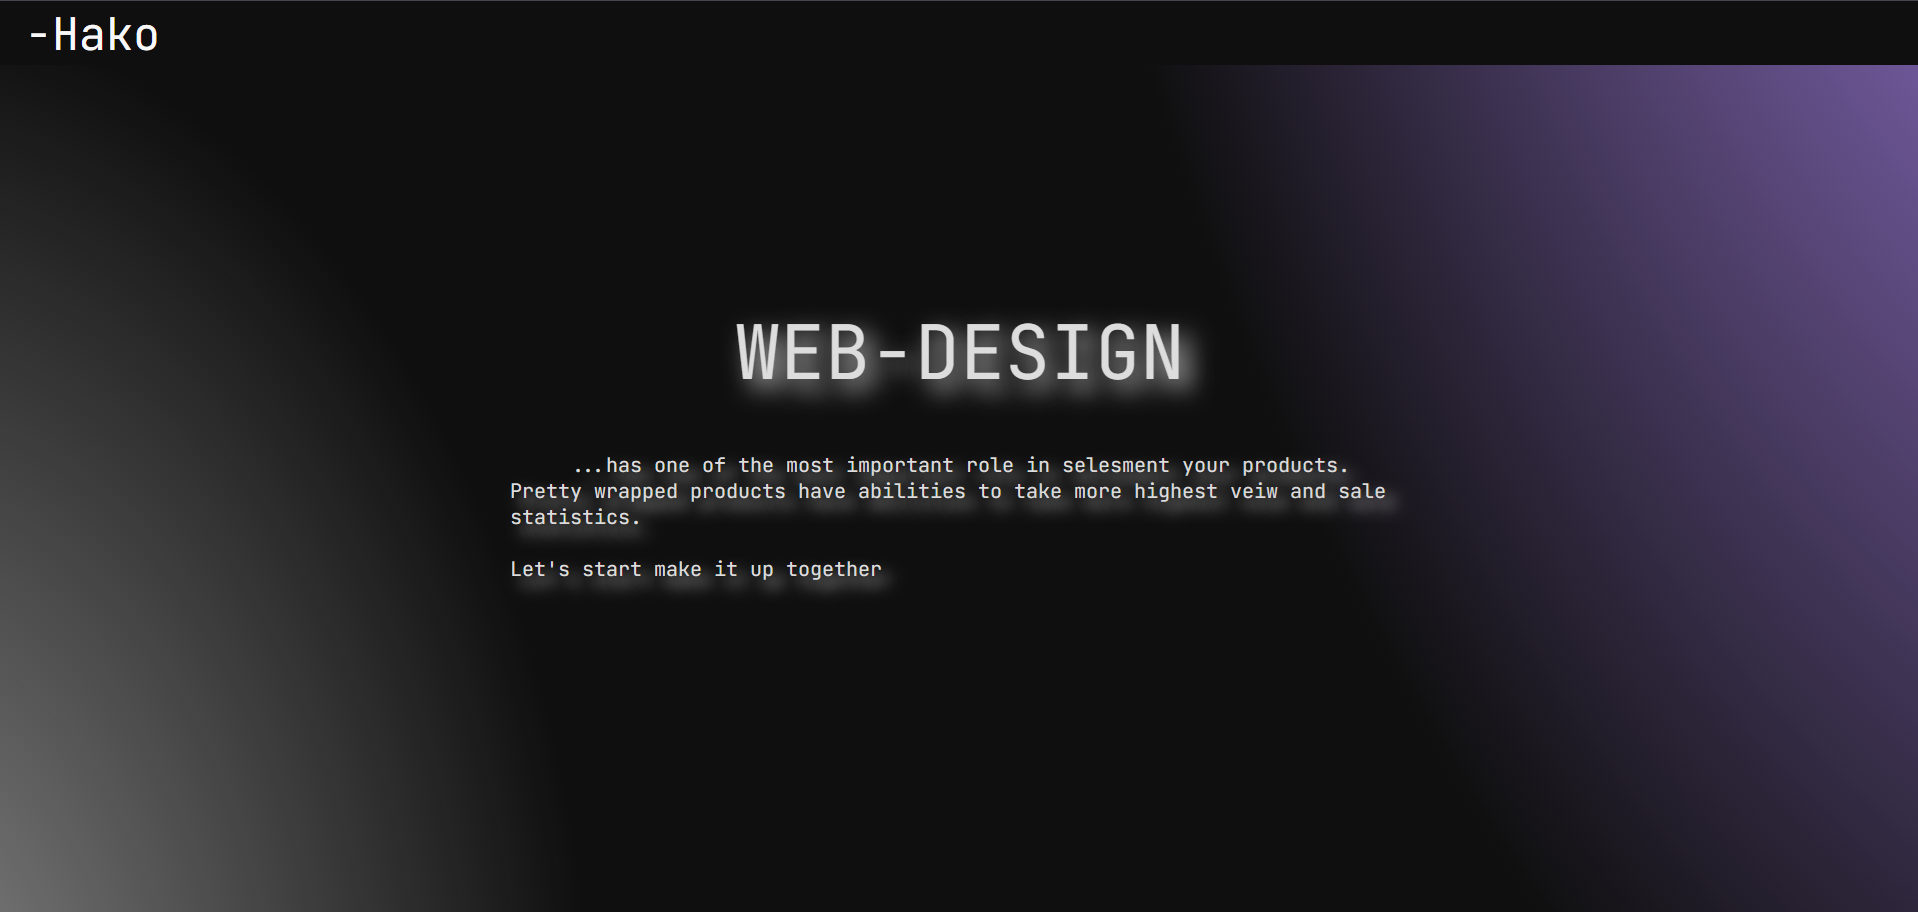 -Hako
WEB-DESIGN
...has one of the most important role in selesment your products.
Pretty wrapped products have abilities to take more highest veiw and sale
statistics.
Let's start make it up together